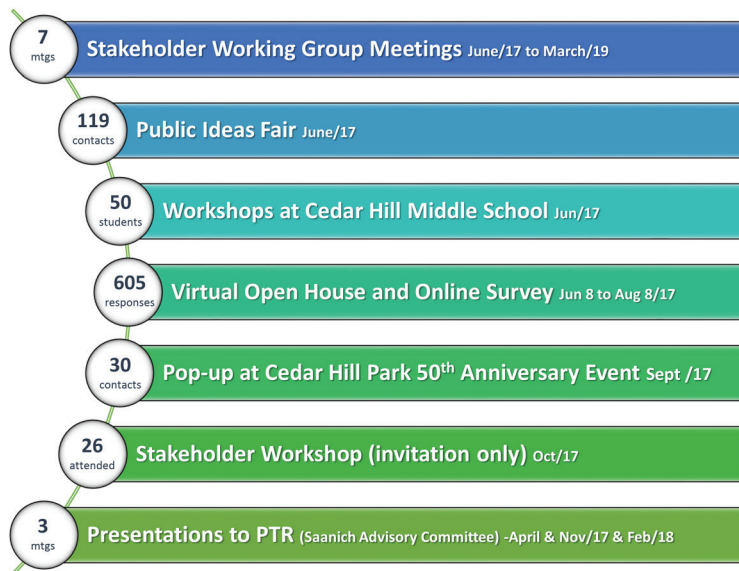 7
mtgs
Stakeholder Working Group Meetings June/17 to March/19
119
contacts
Public Ideas Fair June/17
50
students
Workshops at Cedar Hill Middle School Jun/17
605
responses
Virtual Open House and Online Survey Jun 8 to Aug 8/17
30
contacts
Pop-up at Cedar Hill Park 50th Anniversary Event Sept /17
26
attended
Stakeholder Workshop (invitation only) Oct/17
3
mtgs
Presentations to PTR (Saanich Advisory Committee) -April & Nov/17 & Feb/18